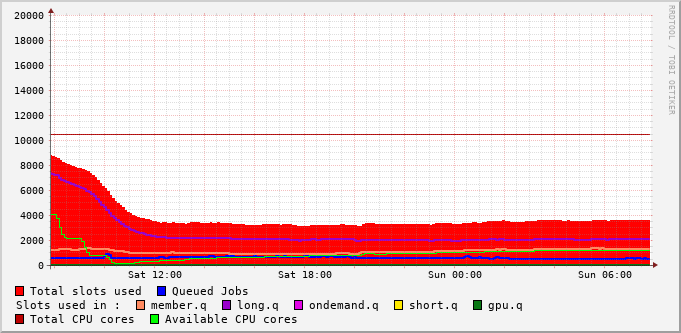 20000
18000
16000
14000
12000
10000
8000
6000
4000
2000
0
Sat 12:00 Sat 18:00 Sun 00:00 Sun 06:00
RRDTOOL / TOBI OETIKER
Total slots used Queued Jobs
Slots used in : member.q long.q ondemand.q short.q gpu.q
Total CPU cores Available CPU cores